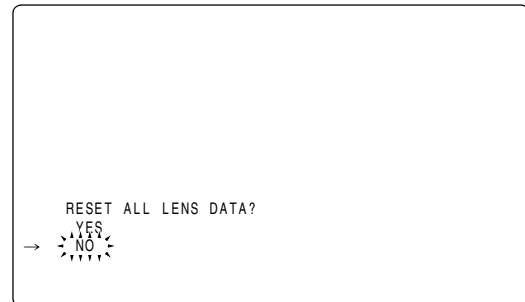 RESET ALL LENS DATA?
YES
→ NO